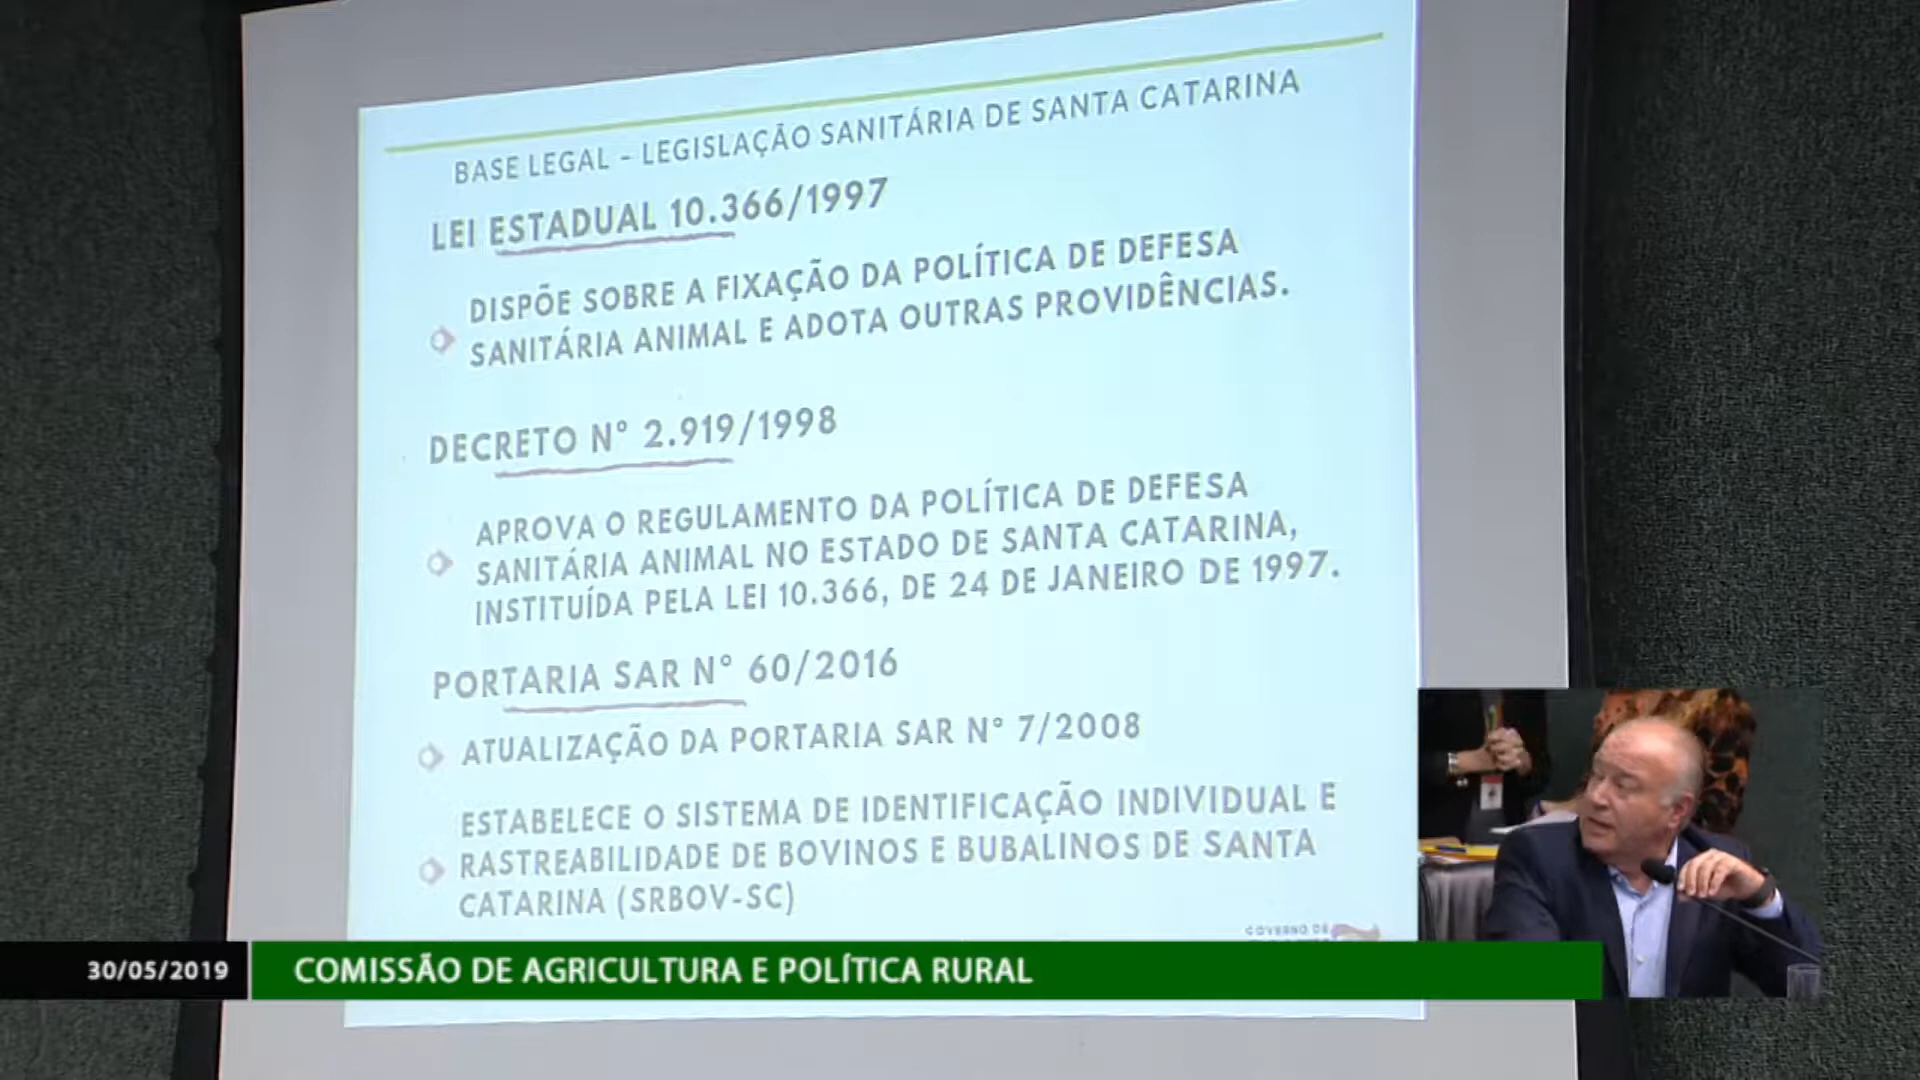 BASE LEGAL – LEGISLAÇÃO SANITÁRIA DE SANTA CATARINA
LEI ESTADUAL 10.366/1997
DISPÕE SOBRE A FIXAÇÃO DA POLÍTICA DE DEFESA
SANITÁRIA ANIMAL E ADOTA OUTRAS PROVIDÊNCIAS.
DECRETO N° 2.919/1998
APROVA O REGULAMENTO DA POLÍTICA DE DEFESA
SANITÁRIA ANIMAL NO ESTADO DE SANTA CATARINA,
INSTITUÍDA PELA LEI 10.366, DE 24 DE JANEIRO DE 1997.
PORTARIA SAR N° 60/2016
ATUALIZAÇÃO DA PORTARIA SAR N° 7/2008
ESTABELECE O SISTEMA DE IDENTIFICAÇÃO INDIVIDUAL E
RASTREABILIDADE DE BOVINOS E BUBALINOS DE SANTA
CATARINA (SRBOV-SC)
GOVERNO DE
30/05/2019
COMISSÃO DE AGRICULTURA E POLÍTICA RURAL